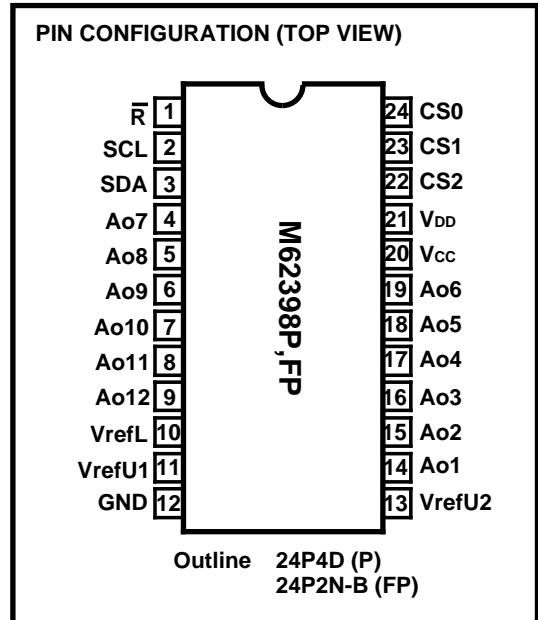 PIN CONFIGURATION (TOP VIEW)
R̅ 1 24 CS0
SCL 2 23 CS1
SDA 3 22 CS2
Ao7 4 21 VDD
Ao8 5 20 VCC
Ao9 6 19 Ao6
Ao10 7 18 Ao5
Ao11 8 17 Ao4
Ao12 9 16 Ao3
VrefL 10 15 Ao2
VrefU1 11 14 Ao1
GND 12 13 VrefU2
M62398P,FP
Outline 24P4D (P)
24P2N-B (FP)